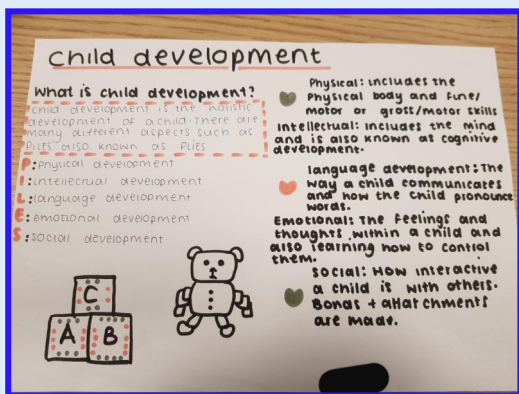 child development
What is child development?
child development is the holistic
development of a child. There are
many different aspects such as
PILES also known as PIles
P: physical development
I: intellectual development
L: language development
E: emotional development
S: social development
C
A B
Physical: includes the
Physical body and fine/
motor or gross/motor skills
Intellectual: includes the mind
and is also known as cognitive
development.
language development: The
way a child communicates
and how the child pronounce
words.
Emotional: The feelings and
thoughts within a child and
also learning how to control
them.
social: How interactive
a child is with others.
Bonds + attatchments
are made.